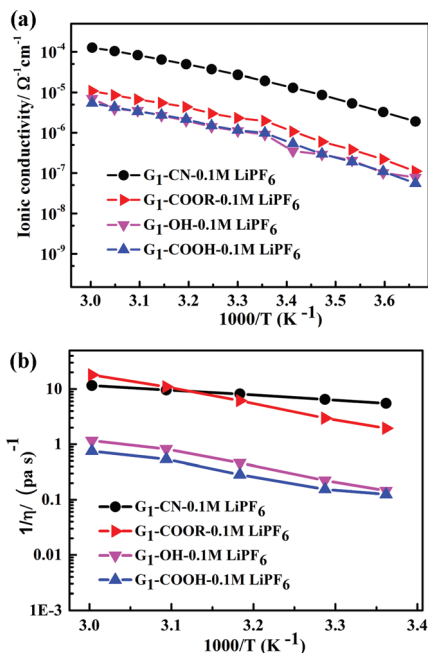 (a)
Ionic conductivity/ Ω⁻¹cm⁻¹
10⁻⁴
10⁻⁵
10⁻⁶
10⁻⁷
10⁻⁸
10⁻⁹
G₁-CN-0.1M LiPF₆
G₁-COOR-0.1M LiPF₆
G₁-OH-0.1M LiPF₆
G₁-COOH-0.1M LiPF₆
3.0 3.1 3.2 3.3 3.4 3.5 3.6
1000/T (K⁻¹)
(b)
1/η/ (pa s)⁻¹
10
1
0.1
0.01
1E-3
G₁-CN-0.1M LiPF₆
G₁-COOR-0.1M LiPF₆
G₁-OH-0.1M LiPF₆
G₁-COOH-0.1M LiPF₆
3.0 3.1 3.2 3.3 3.4
1000/T (K⁻¹)